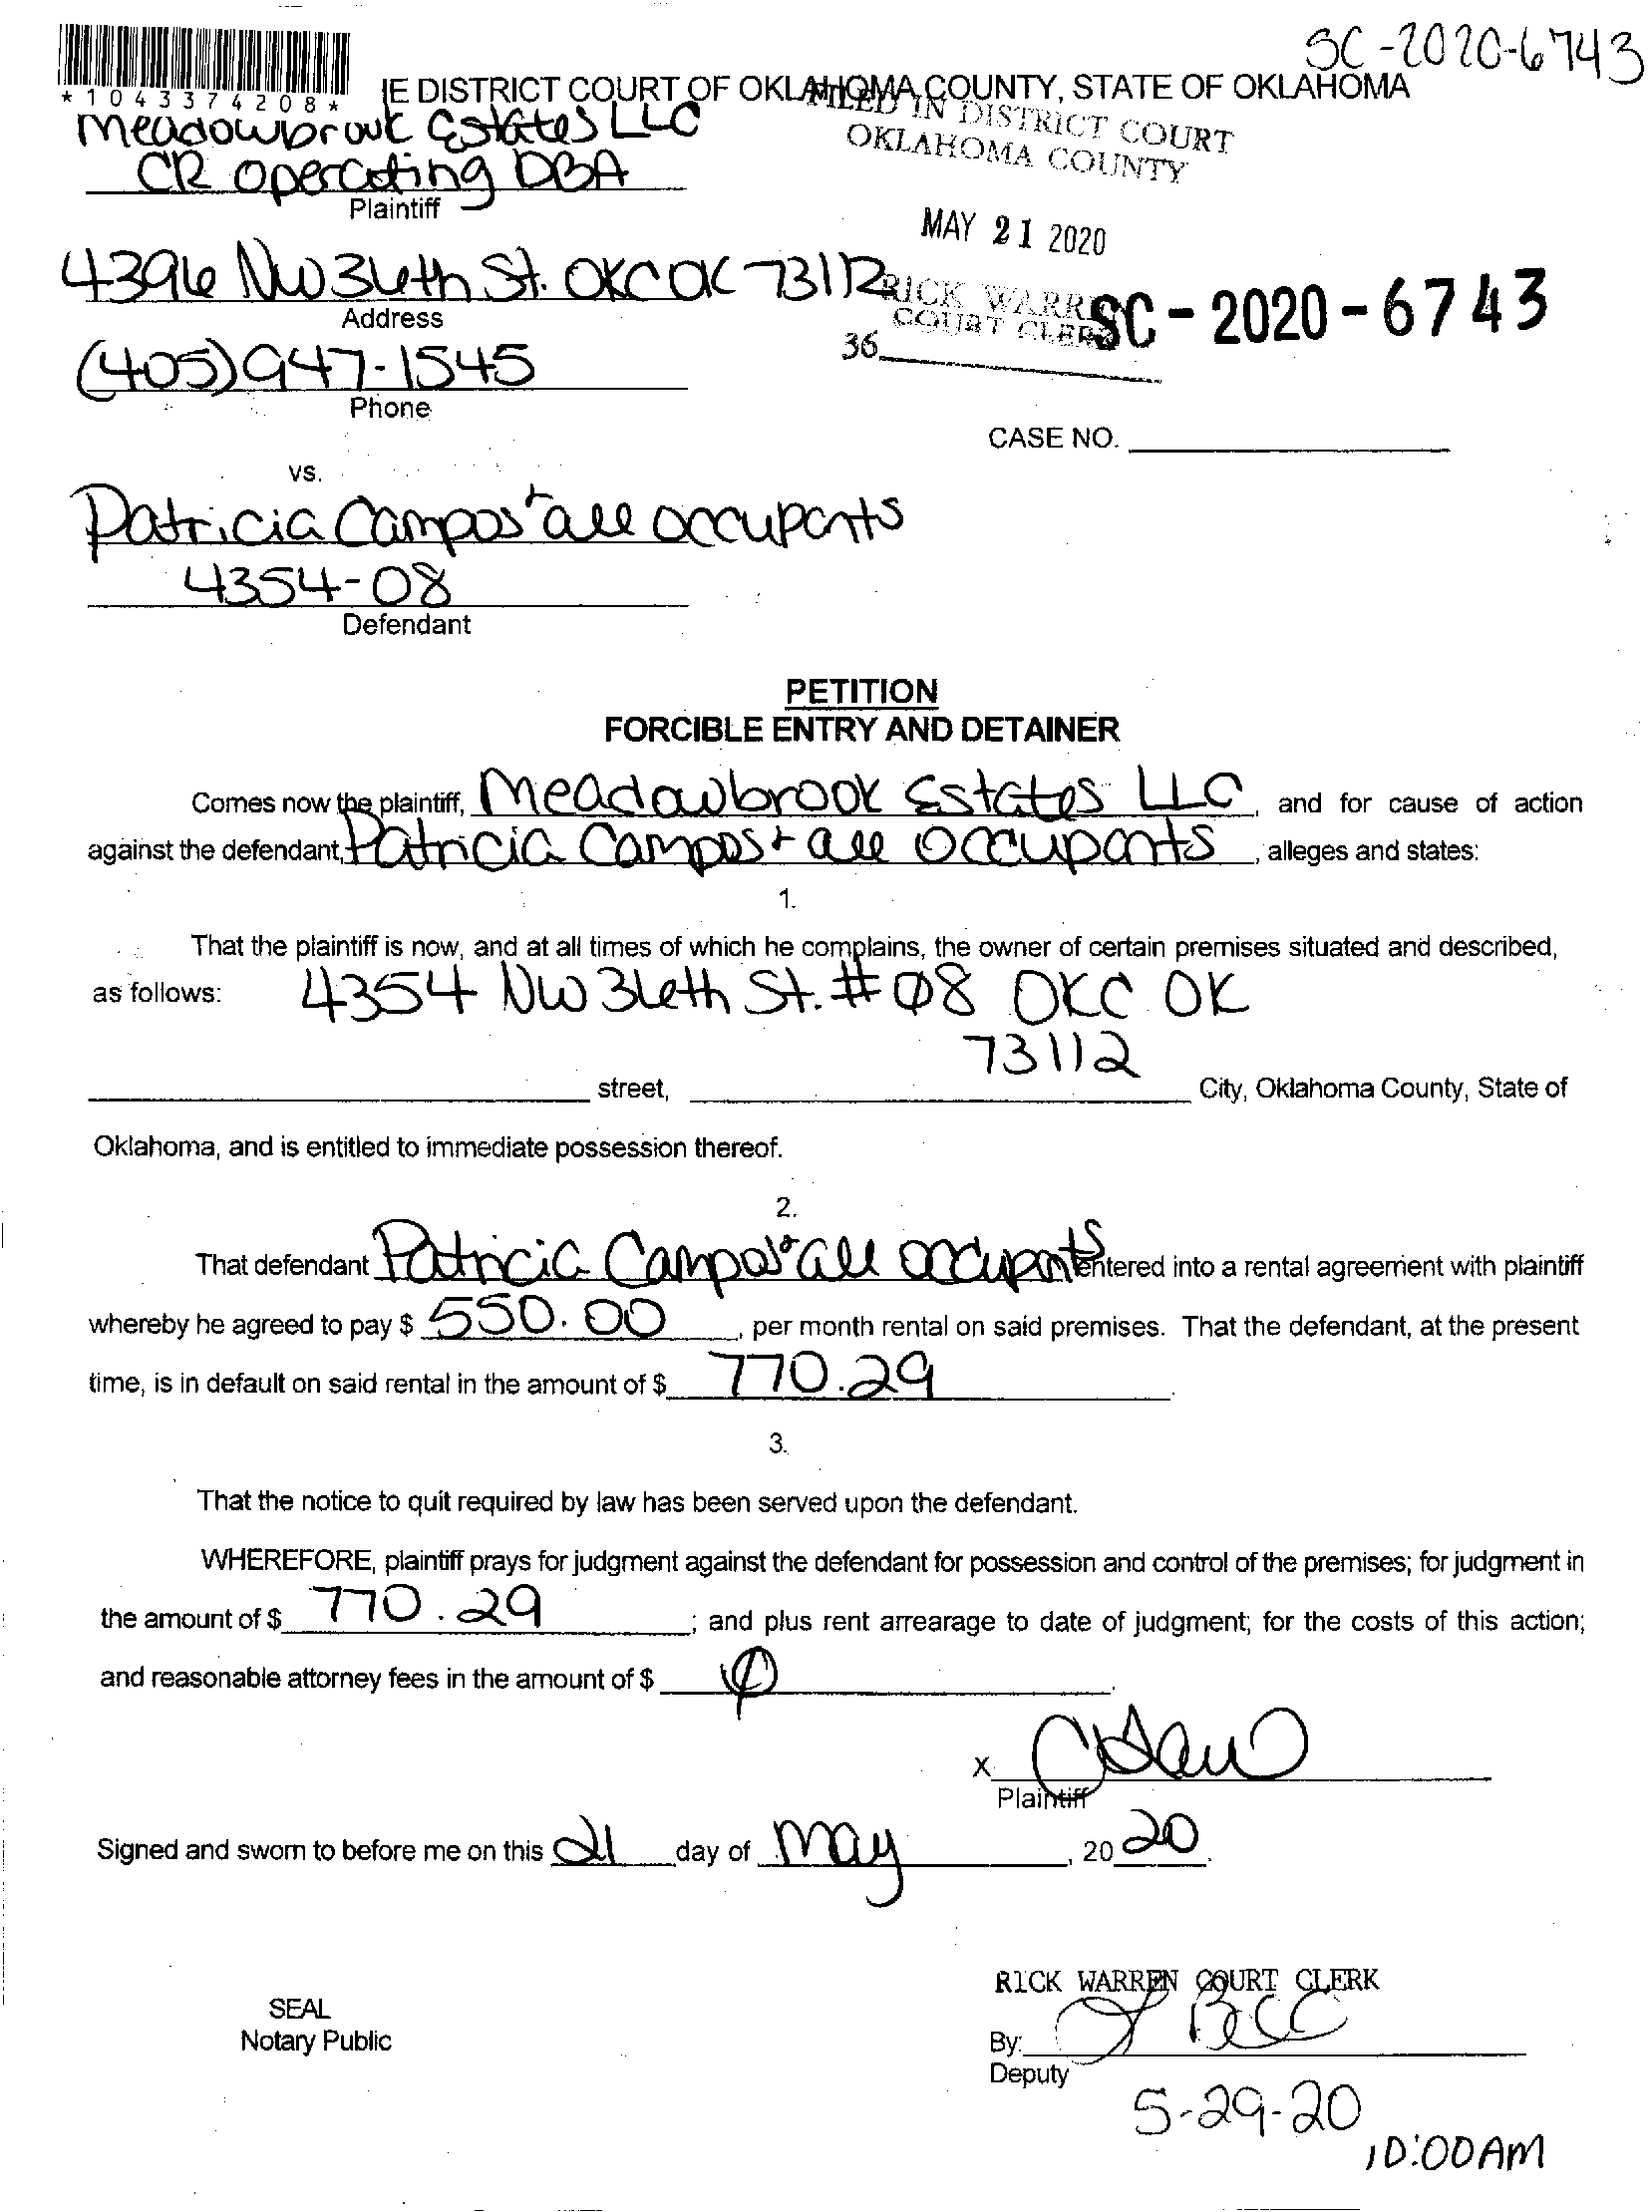 SC-2020-6743
*1043374208*
E DISTRICT COURT OF OKLAHOMA COUNTY, STATE OF OKLAHOMA
FILED IN DISTRICT COURT
OKLAHOMA COUNTY
Meadowbrook Estates LLC
CR Operating DBA
Plaintiff
MAY 21 2020
4396 NW 36th St. OKC OK 73112
Address
RICK WARREN
COURT CLERK
SC-2020-6743
36
(405)947-1545
Phone
CASE NO.
vs.
Patricia Campos + all occupants
4354-08
Defendant
PETITION
FORCIBLE ENTRY AND DETAINER
Comes now the plaintiff, Meadowbrook Estates LLC, and for cause of action
against the defendant, Patricia Campos + all occupants, alleges and states:
1.
That the plaintiff is now, and at all times of which he complains, the owner of certain premises situated and described,
as follows: 4354 NW 36th St. #08 OKC OK
73112
street, City, Oklahoma County, State of
Oklahoma, and is entitled to immediate possession thereof.
2.
That defendant Patricia Campos + all occupants entered into a rental agreement with plaintiff
whereby he agreed to pay $ 550.00, per month rental on said premises. That the defendant, at the present
time, is in default on said rental in the amount of $ 770.29.
3.
That the notice to quit required by law has been served upon the defendant.
WHEREFORE, plaintiff prays for judgment against the defendant for possession and control of the premises; for judgment in
the amount of $ 770.29; and plus rent arrearage to date of judgment; for the costs of this action;
and reasonable attorney fees in the amount of $ 0.
X
Plaintiff
Signed and sworn to before me on this 21 day of May, 2020.
RICK WARREN COURT CLERK
SEAL
Notary Public
By:
Deputy
5-29-20
10:00AM